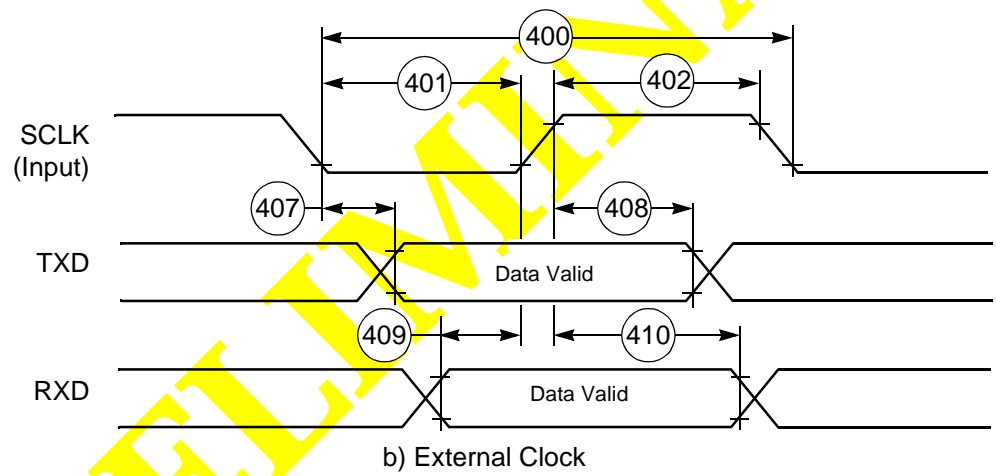 400
401
402
SCLK
(Input)
407
408
TXD
Data Valid
409
410
RXD
Data Valid
b) External Clock